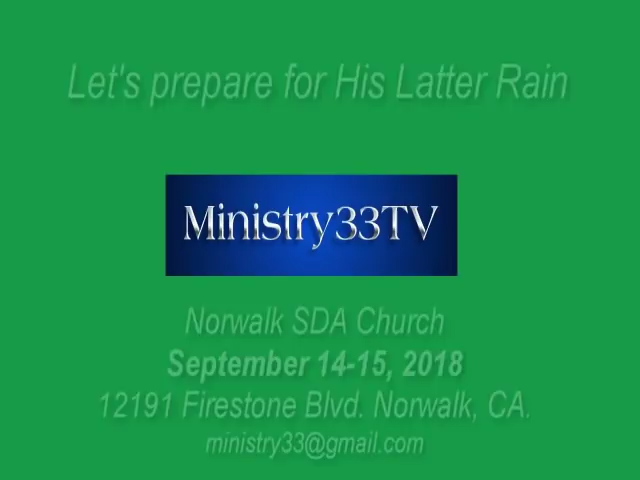 Let's prepare for His Latter Rain
Ministry33TV
Norwalk SDA Church
September 14-15, 2018
12191 Firestone Blvd. Norwalk, CA.
ministry33@gmail.com